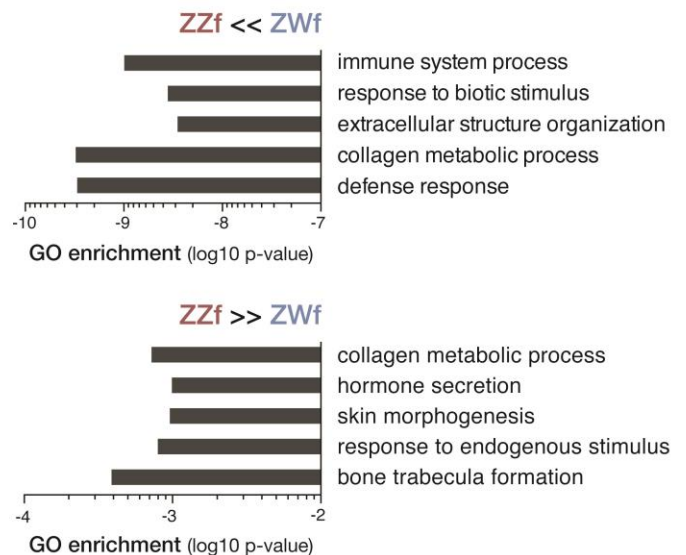 ZZf << ZWf
immune system process
response to biotic stimulus
extracellular structure organization
collagen metabolic process
defense response
-10 -9 -8 -7
GO enrichment (log10 p-value)
ZZf >> ZWf
collagen metabolic process
hormone secretion
skin morphogenesis
response to endogenous stimulus
bone trabecula formation
-4 -3 -2
GO enrichment (log10 p-value)